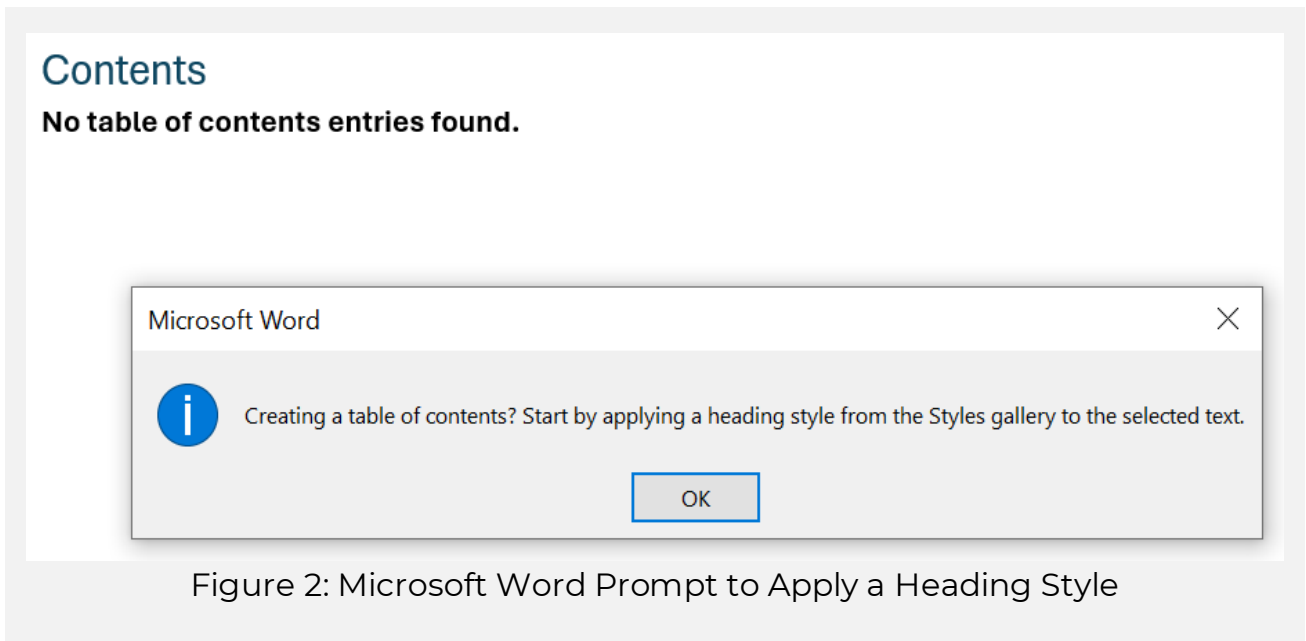 Contents
No table of contents entries found.
Microsoft Word
Creating a table of contents? Start by applying a heading style from the Styles gallery to the selected text.
OK
Figure 2: Microsoft Word Prompt to Apply a Heading Style